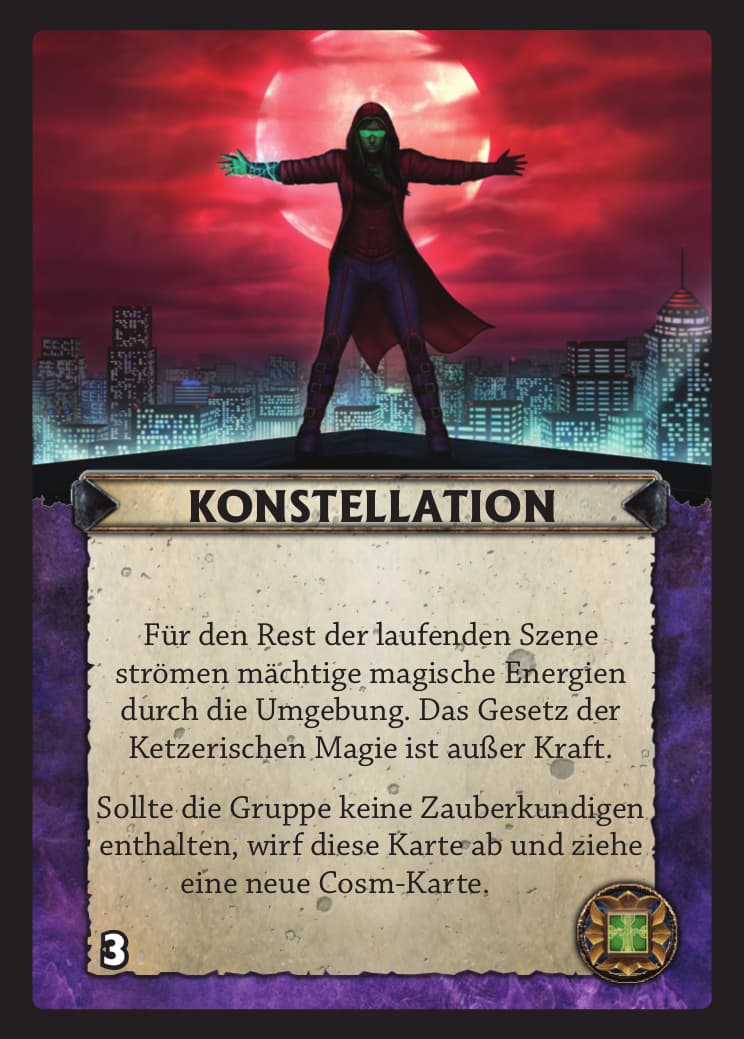 KONSTELLATION
Für den Rest der laufenden Szene
strömen mächtige magische Energien
durch die Umgebung. Das Gesetz der
Ketzerischen Magie ist außer Kraft.
Sollte die Gruppe keine Zauberkundigen
enthalten, wirf diese Karte ab und ziehe
eine neue Cosm-Karte.
3